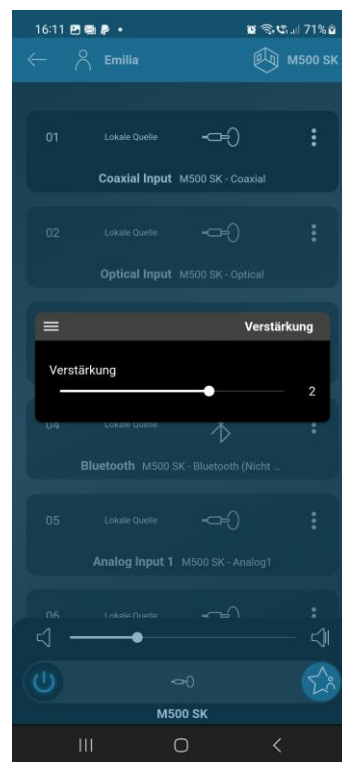 16:11
71%
Emilia
M500 SK
01 Lokale Quelle
Coaxial Input M500 SK - Coaxial
02 Lokale Quelle
Optical Input M500 SK - Optical
Verstärkung
Verstärkung
2
04 Lokale Quelle
Bluetooth M500 SK - Bluetooth (Nicht ...
05 Lokale Quelle
Analog Input 1 M500 SK - Analog1
06 Lokale Quelle
M500 SK